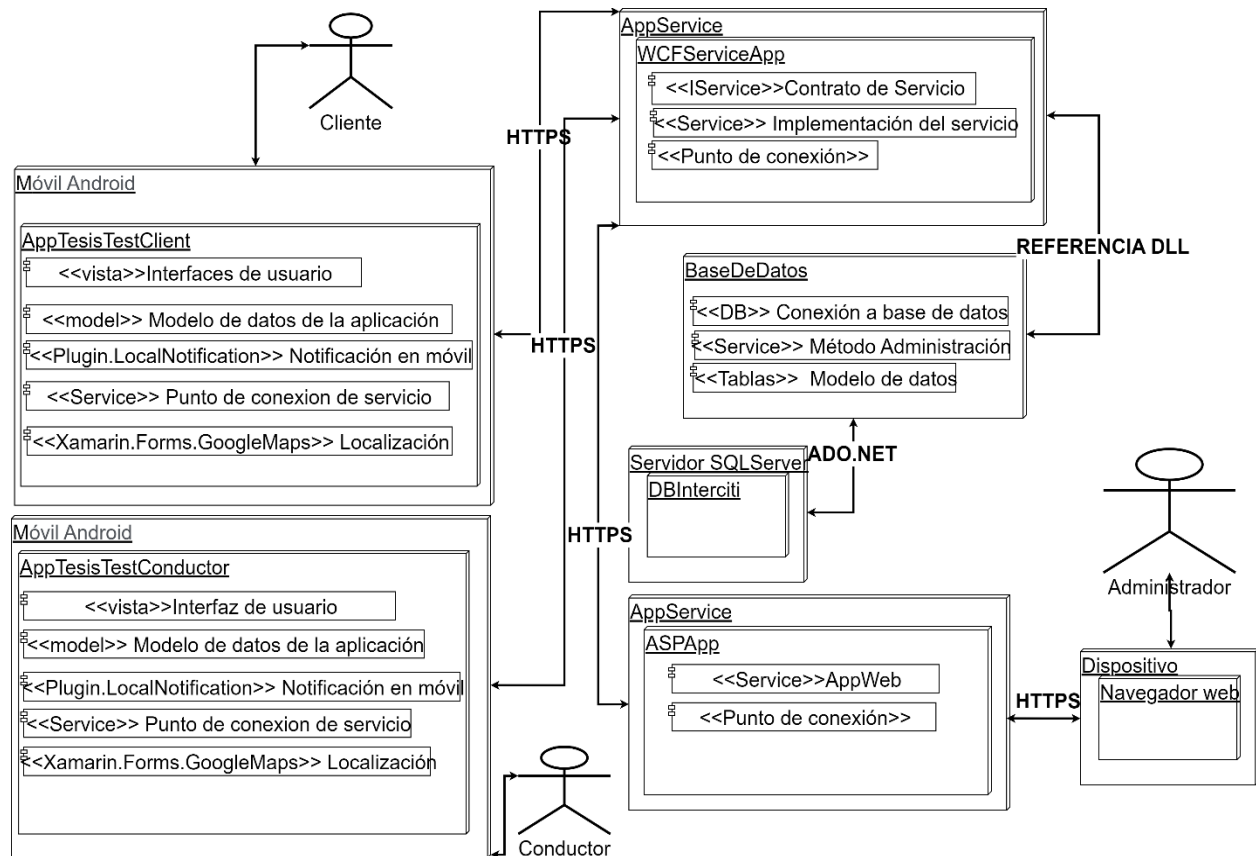 Cliente
Móvil Android
AppTesisTestClient
<<vista>>Interfaces de usuario
<<model>> Modelo de datos de la aplicación
<<Plugin.LocalNotification>> Notificación en móvil
<<Service>> Punto de conexion de servicio
<<Xamarin.Forms.GoogleMaps>> Localización
Móvil Android
AppTesisTestConductor
<<vista>>Interfaz de usuario
<<model>> Modelo de datos de la aplicación
<<Plugin.LocalNotification>> Notificación en móvil
<<Service>> Punto de conexion de servicio
<<Xamarin.Forms.GoogleMaps>> Localización
Conductor
HTTPS
HTTPS
HTTPS
AppService
WCFServiceApp
<<IService>>Contrato de Servicio
<<Service>> Implementación del servicio
<<Punto de conexión>>
REFERENCIA DLL
BaseDeDatos
<<DB>> Conexión a base de datos
<<Service>> Método Administración
<<Tablas>> Modelo de datos
ADO.NET
Servidor SQLServer
DBInterciti
AppService
ASPApp
<<Service>>AppWeb
<<Punto de conexión>>
HTTPS
Administrador
Dispositivo
Navegador web